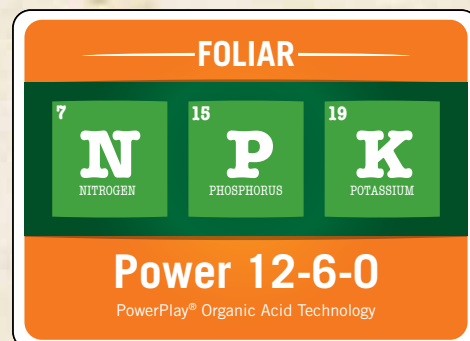 FOLIAR
7 15 19
N P K
NITROGEN PHOSPHORUS POTASSIUM
Power 12-6-0
PowerPlay® Organic Acid Technology